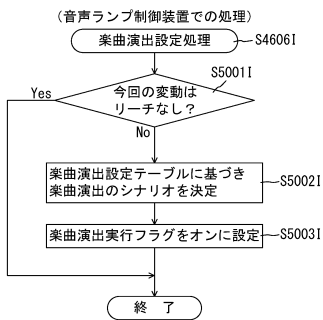 (音声ランプ制御装置での処理)
楽曲演出設定処理
S4606I
S5001I
今回の変動は
リーチなし?
Yes
No
楽曲演出設定テーブルに基づき
楽曲演出のシナリオを決定
S5002I
楽曲演出実行フラグをオンに設定
S5003I
終 了